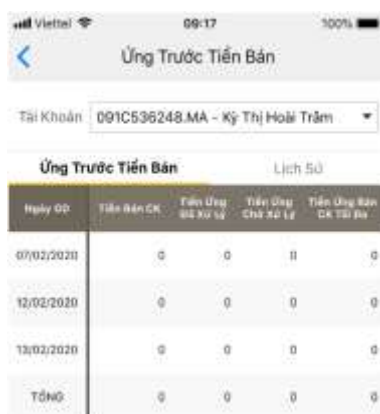 Viettel 09:17 100%
Ứng Trước Tiền Bán
Tài Khoản 091C536248.MA - Kỳ Thị Hoài Trâm
Ứng Trước Tiền Bán Lịch Sử
Ngày GD Tiền Bán CK Tiền Ứng Đã Xử Lý Tiền Ứng Chờ Xử Lý Tiền Ứng Bán CK Tối Đa
07/02/2020 0 0 0 0
12/02/2020 0 0 0 0
13/02/2020 0 0 0 0
TỔNG 0 0 0 0